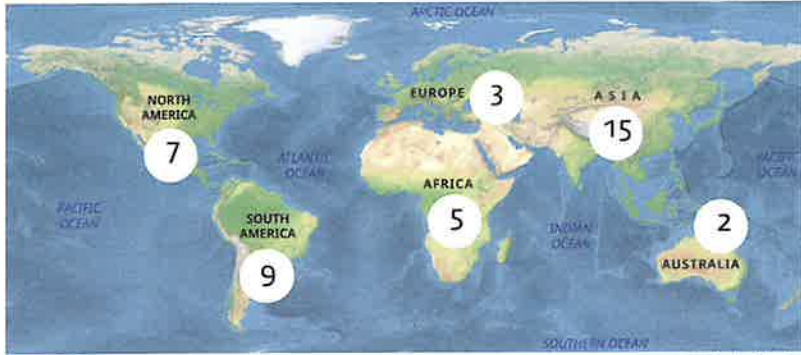 ARCTIC OCEAN
NORTH
AMERICA
7
EUROPE
3
ASIA
15
ATLANTIC
OCEAN
PACIFIC
OCEAN
AFRICA
5
PACIFIC
OCEAN
SOUTH
AMERICA
9
INDIAN
OCEAN
2
AUSTRALIA
SOUTHERN OCEAN